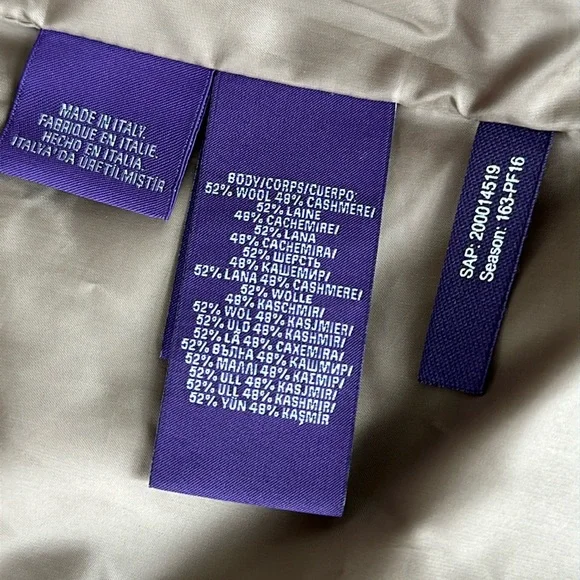 MADE IN ITALY.
FABRIQUE EN ITALIE.
HECHO EN ITALIA
ITALYA' DA ÜRETİLMİŞTİR
BODY/CORPS/CUERPO:
52% WOOL 48% CASHMERE/
52% LAINE
48% CACHEMIRE/
52% LANA
48% CACHEMIRA/
52% ШЕРСТЬ
48% КАШЕМИР/
52% LANA 48% CASHMERE/
52% WOLLE
48% KASCHMIR/
52% WOL 48% KASJMIER/
52% ULD 48% KASHMIR/
52% LÃ 48% CAXEMIRA/
52% ВЪЛНА 48% КАШМИР/
52% ΜΑΛΛΙ 48% ΚΑΣΜΙΡ/
52% ULL 48% KASJMIR/
52% ULL 48% KASHMIR/
52% YÜN 48% KAŞMİR
SAP: 200014519
Season: 163-PF16